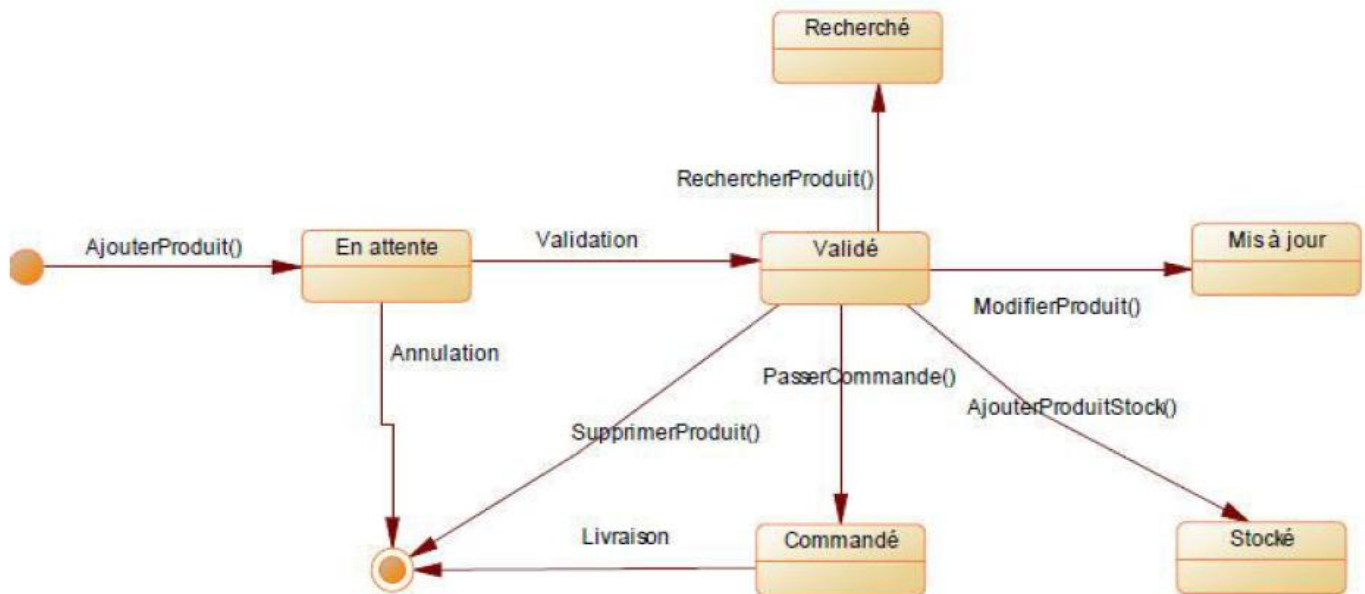 Recherché
RechercherProduit()
AjouterProduit()
En attente
Validation
Validé
Mis à jour
ModifierProduit()
Annulation
PasserCommande()
AjouterProduitStock()
SupprimerProduit()
Livraison
Commandé
Stocké